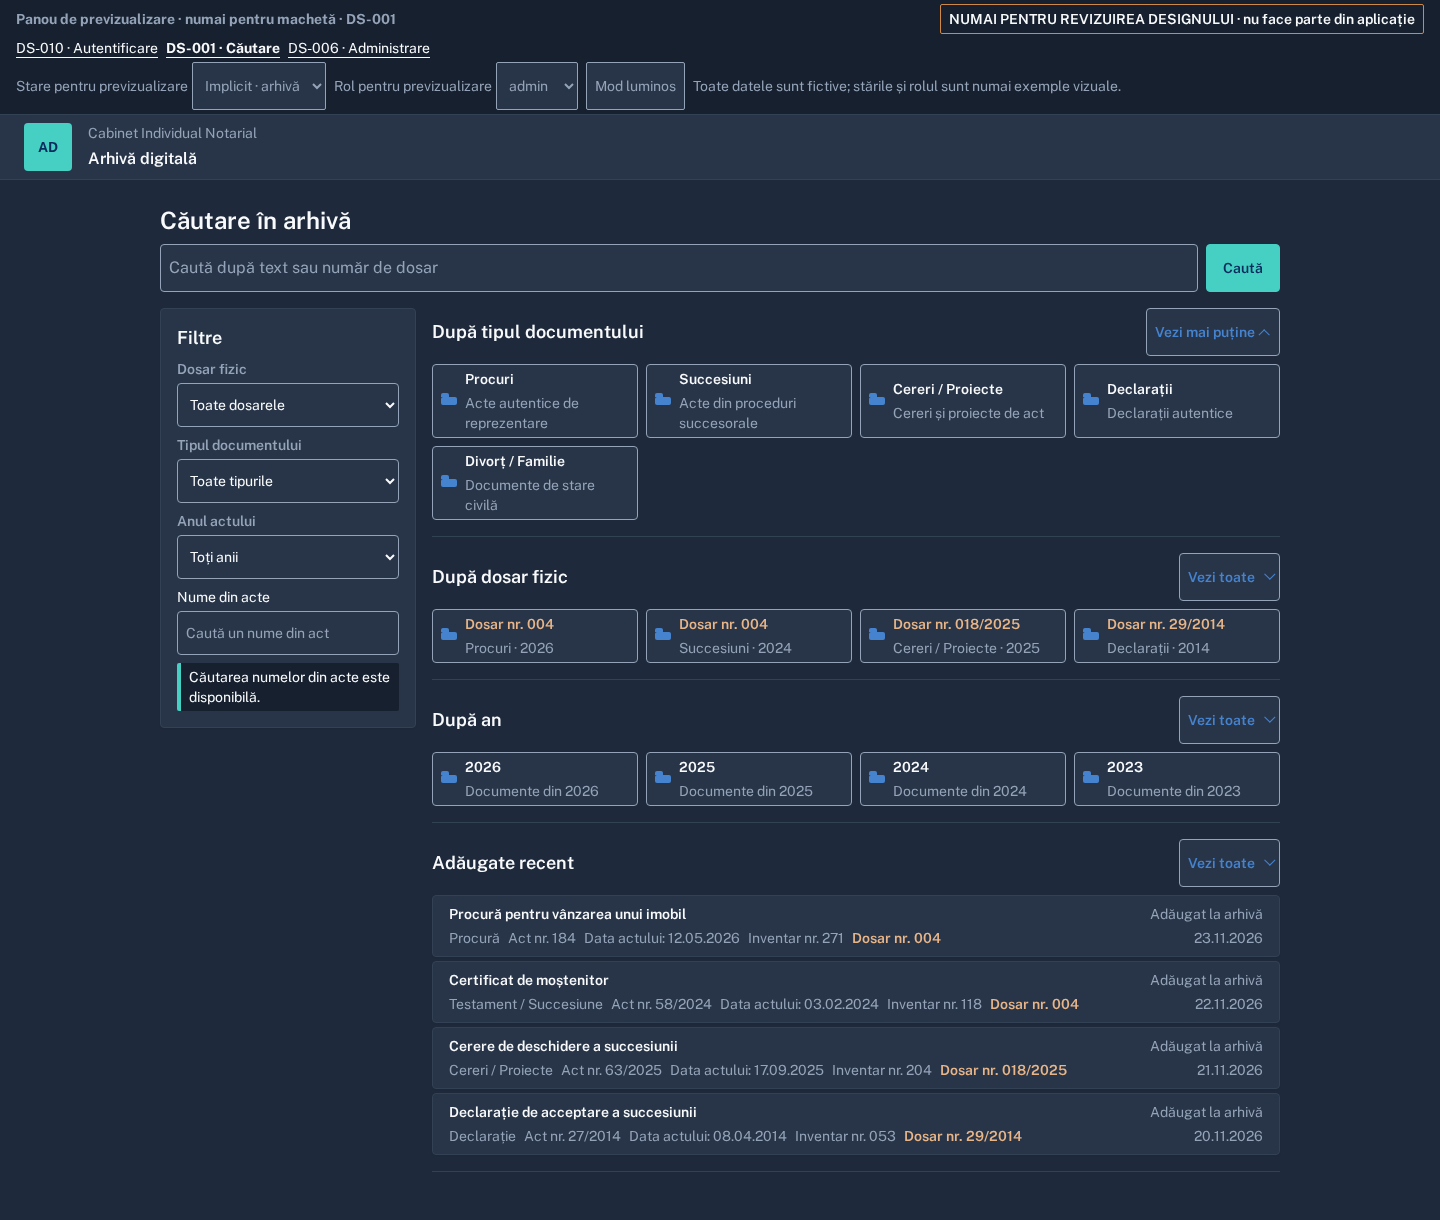 Panou de previzualizare · numai pentru machetă · DS-001
NUMAI PENTRU REVIZUIREA DESIGNULUI · nu face parte din aplicație
DS-010 · Autentificare DS-001 · Căutare DS-006 · Administrare
Stare pentru previzualizare Implicit · arhivă Rol pentru previzualizare admin Mod luminos Toate datele sunt fictive; stările și rolul sunt numai exemple vizuale.
AD
Cabinet Individual Notarial
Arhivă digitală
Căutare în arhivă
Caută după text sau număr de dosar
Caută
Filtre
Dosar fizic
Toate dosarele
Tipul documentului
Toate tipurile
Anul actului
Toți anii
Nume din acte
Caută un nume din act
Căutarea numelor din acte este
disponibilă.
După tipul documentului
Vezi mai puține
Procuri
Acte autentice de
reprezentare
Succesiuni
Acte din proceduri
succesorale
Cereri / Proiecte
Cereri și proiecte de act
Declarații
Declarații autentice
Divorț / Familie
Documente de stare
civilă
După dosar fizic
Vezi toate
Dosar nr. 004
Procuri · 2026
Dosar nr. 004
Succesiuni · 2024
Dosar nr. 018/2025
Cereri / Proiecte · 2025
Dosar nr. 29/2014
Declarații · 2014
După an
Vezi toate
2026
Documente din 2026
2025
Documente din 2025
2024
Documente din 2024
2023
Documente din 2023
Adăugate recent
Vezi toate
Procură pentru vânzarea unui imobil
Adăugat la arhivă
Procură Act nr. 184 Data actului: 12.05.2026 Inventar nr. 271 Dosar nr. 004
23.11.2026
Certificat de moștenitor
Adăugat la arhivă
Testament / Succesiune Act nr. 58/2024 Data actului: 03.02.2024 Inventar nr. 118 Dosar nr. 004
22.11.2026
Cerere de deschidere a succesiunii
Adăugat la arhivă
Cereri / Proiecte Act nr. 63/2025 Data actului: 17.09.2025 Inventar nr. 204 Dosar nr. 018/2025
21.11.2026
Declarație de acceptare a succesiunii
Adăugat la arhivă
Declarație Act nr. 27/2014 Data actului: 08.04.2014 Inventar nr. 053 Dosar nr. 29/2014
20.11.2026